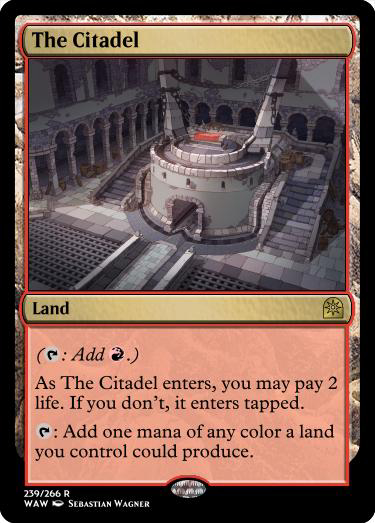 The Citadel
Land
(T: Add R.)
As The Citadel enters, you may pay 2
life. If you don't, it enters tapped.
T: Add one mana of any color a land
you control could produce.
239/266 R
WAW SEBASTIAN WAGNER